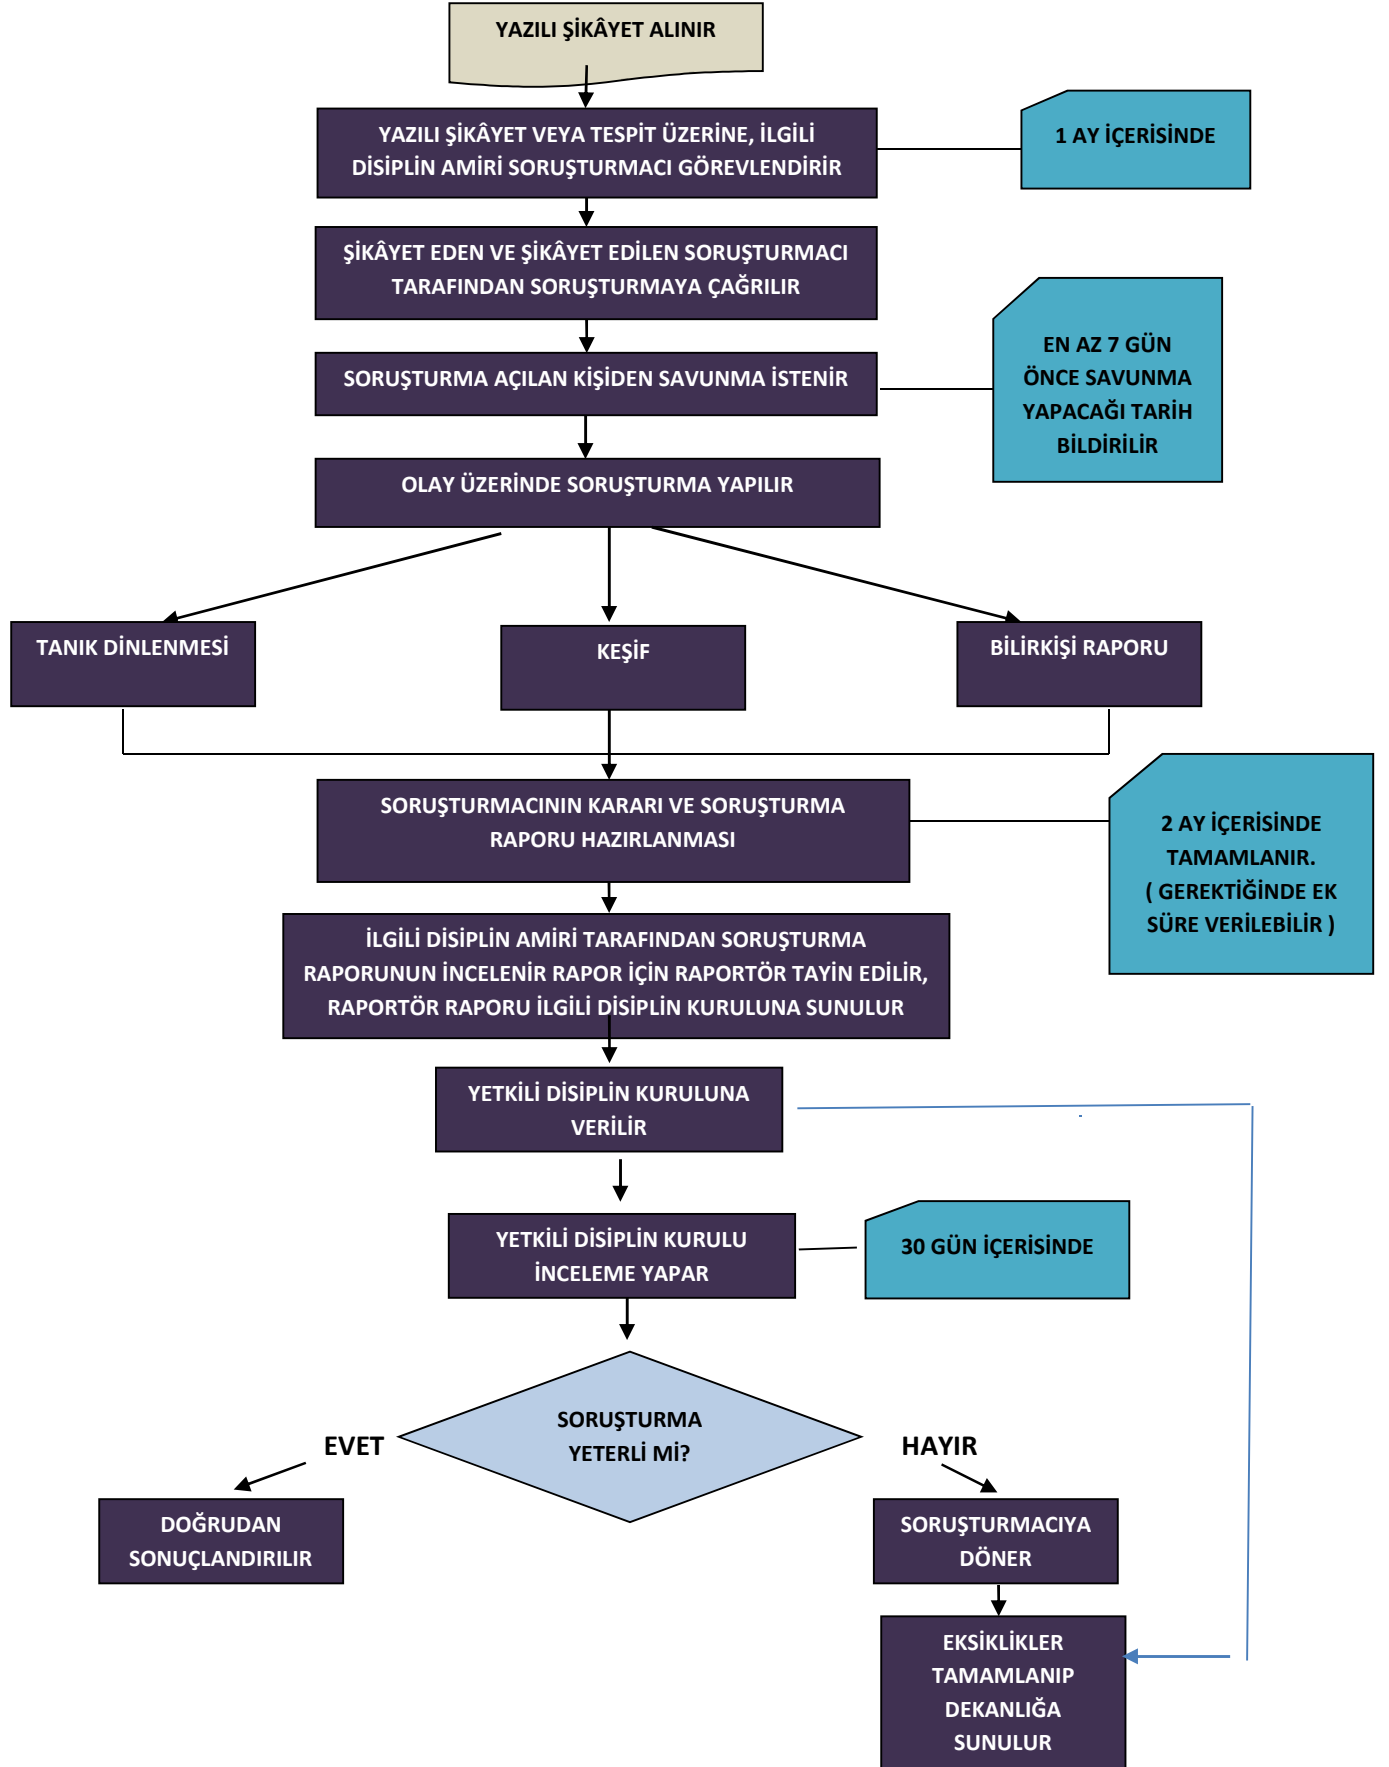 YAZILI ŞİKÂYET ALINIR
YAZILI ŞİKÂYET VEYA TESPİT ÜZERİNE, İLGİLİ
DİSİPLİN AMİRİ SORUŞTURMACI GÖREVLENDİRİR
1 AY İÇERİSİNDE
ŞİKÂYET EDEN VE ŞİKÂYET EDİLEN SORUŞTURMACI
TARAFINDAN SORUŞTURMAYA ÇAĞRILIR
SORUŞTURMA AÇILAN KİŞİDEN SAVUNMA İSTENİR
EN AZ 7 GÜN
ÖNCE SAVUNMA
YAPACAĞI TARİH
BİLDİRİLİR
OLAY ÜZERİNDE SORUŞTURMA YAPILIR
TANIK DİNLENMESİ
KEŞİF
BİLİRKİŞİ RAPORU
SORUŞTURMACININ KARARI VE SORUŞTURMA
RAPORU HAZIRLANMASI
2 AY İÇERİSİNDE
TAMAMLANIR.
( GEREKTİĞİNDE EK
SÜRE VERİLEBİLİR )
İLGİLİ DİSİPLİN AMİRİ TARAFINDAN SORUŞTURMA
RAPORUNUN İNCELENİR RAPOR İÇİN RAPORTÖR TAYİN EDİLİR,
RAPORTÖR RAPORU İLGİLİ DİSİPLİN KURULUNA SUNULUR
YETKİLİ DİSİPLİN KURULUNA
VERİLİR
YETKİLİ DİSİPLİN KURULU
İNCELEME YAPAR
30 GÜN İÇERİSİNDE
SORUŞTURMA
YETERLİ Mİ?
EVET
HAYIR
DOĞRUDAN
SONUÇLANDIRILIR
SORUŞTURMACIYA
DÖNER
EKSİKLİKLER
TAMAMLANIP
DEKANLIĞA
SUNULUR